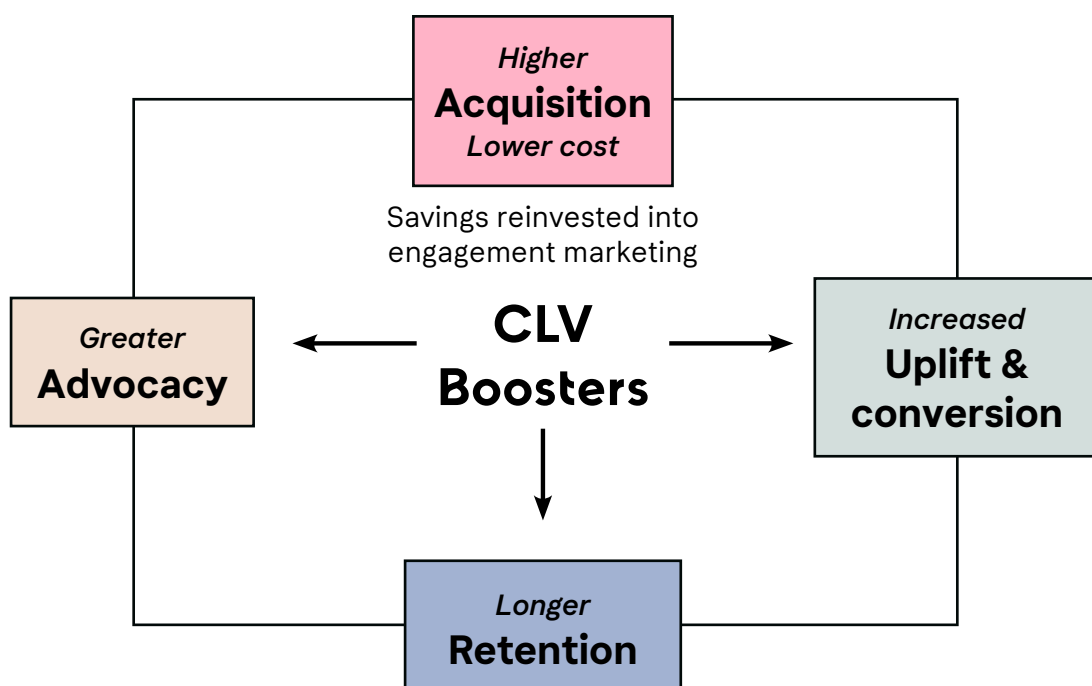 Higher
Acquisition
Lower cost
Savings reinvested into
engagement marketing
CLV
Boosters
Greater
Advocacy
Increased
Uplift &
conversion
Longer
Retention